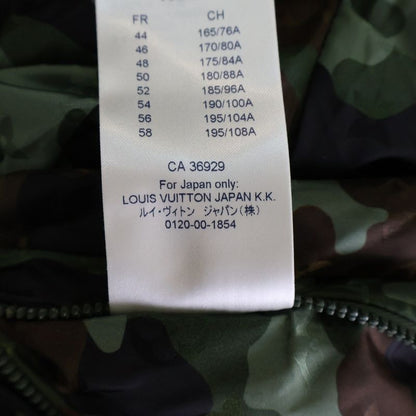 FR CH
44 165/76A
46 170/80A
48 175/84A
50 180/88A
52 185/96A
54 190/100A
56 195/104A
58 195/108A
CA 36929
For Japan only:
LOUIS VUITTON JAPAN K.K.
ルイ・ヴィトン ジャパン(株)
0120-00-1854